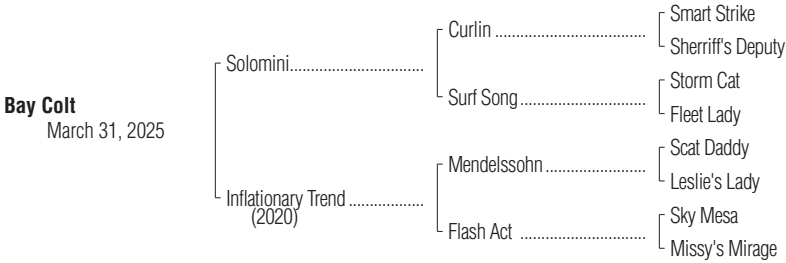 Bay Colt
March 31, 2025
Solomini...............................
Inflationary Trend ..................
(2020)
Curlin ...................................
Surf Song..............................
Mendelssohn........................
Flash Act ..............................
Smart Strike
Sherriff's Deputy
Storm Cat
Fleet Lady
Scat Daddy
Leslie's Lady
Sky Mesa
Missy's Mirage